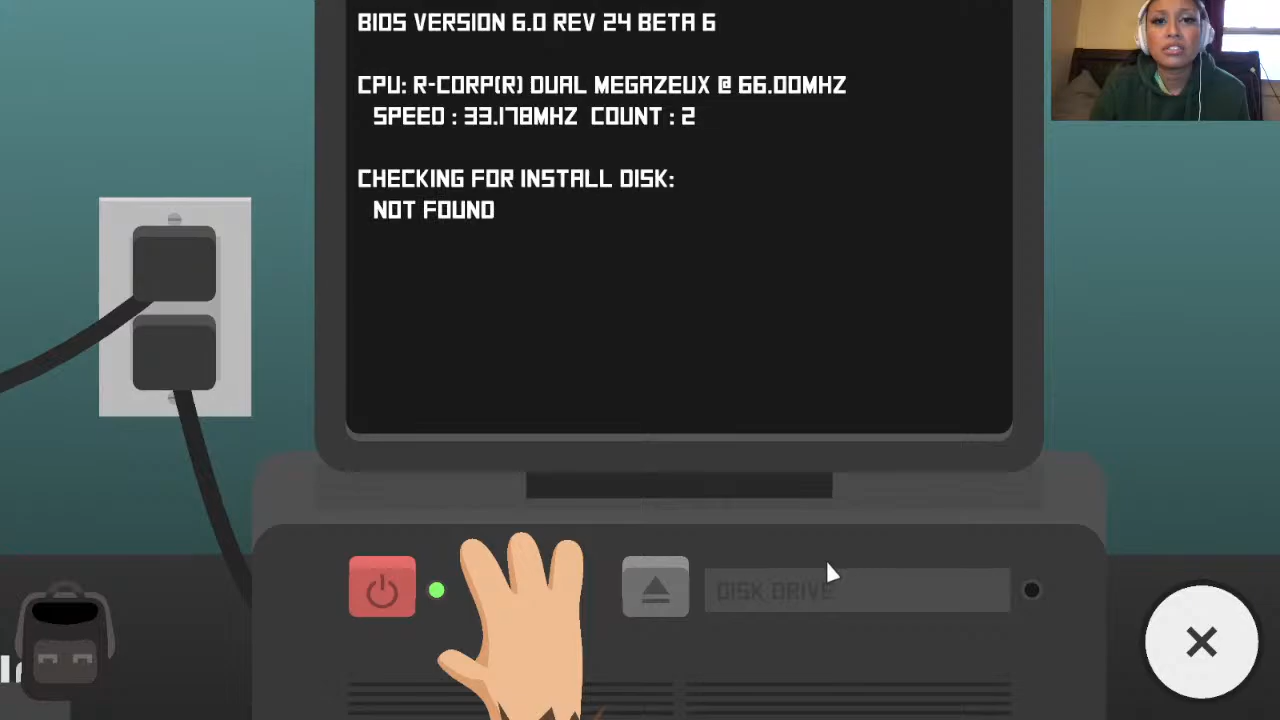 BIOS VERSION 6.0 REV 24 BETA 6
CPU: R-CORP(R) DUAL MEGAZEUX @ 66.00MHZ
SPEED : 33.178MHZ COUNT : 2
CHECKING FOR INSTALL DISK:
NOT FOUND
DISK DRIVE